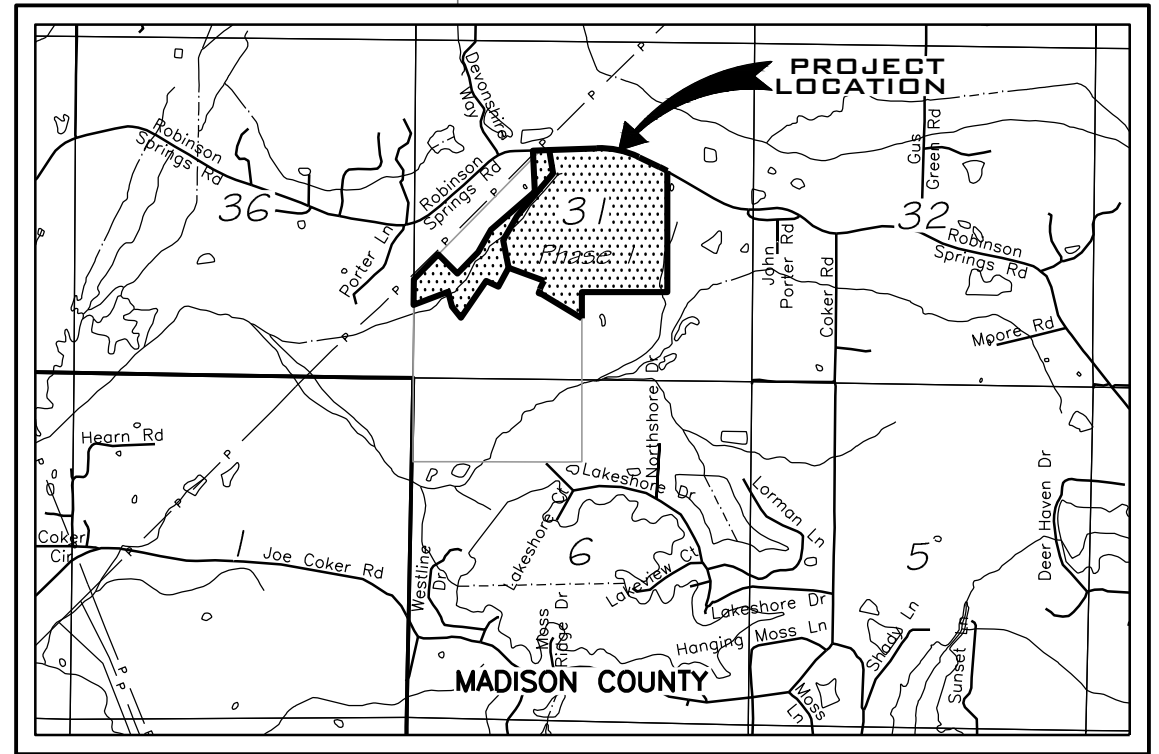 PROJECT
LOCATION
Devonshire
Way
P
Gus
Green Rd
Robinson
Springs Rd
Robinson
Springs Rd
P
36
31
32
Phase 1
P
Porter Ln
John
Porter Rd
Coker Rd
Robinson
Springs Rd
P
Moore Rd
P
Hearn Rd
Northshore Dr
P
Lakeshore Dr
Lorman Ln
Deer Haven Dr
P
Coker
Cir
Joe Coker Rd
Westline
Dr
Lakeshore Ct
6
Lakeview Ct
5
Lakeshore Dr
Moss
Ridge Dr
Hanging Moss Ln
Shady Ln
Sunset Ln
MADISON COUNTY
Moss
Ln
P
P